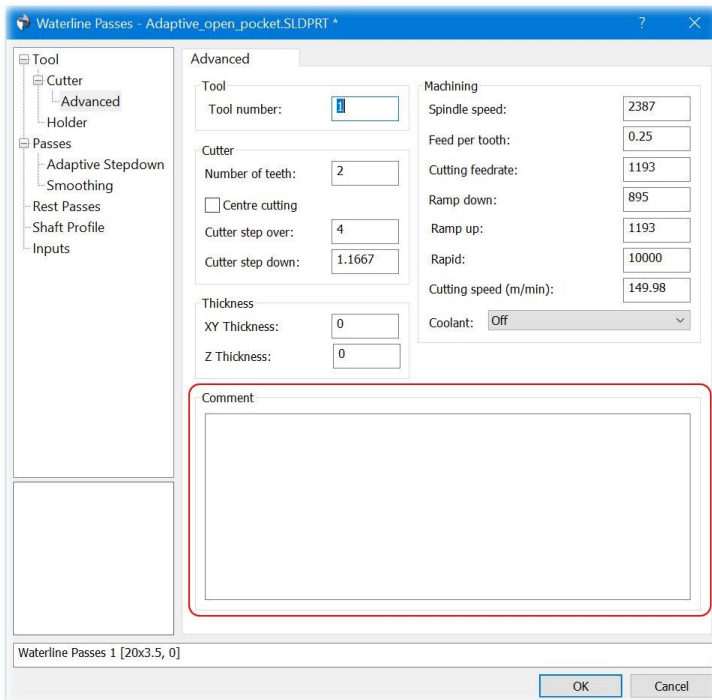 Waterline Passes - Adaptive_open_pocket.SLDPRT *
Tool
Cutter
Advanced
Holder
Passes
Adaptive Stepdown
Smoothing
Rest Passes
Shaft Profile
Inputs
Advanced
Tool
Tool number: 1
Cutter
Number of teeth: 2
Centre cutting
Cutter step over: 4
Cutter step down: 1.1667
Thickness
XY Thickness: 0
Z Thickness: 0
Machining
Spindle speed: 2387
Feed per tooth: 0.25
Cutting feedrate: 1193
Ramp down: 895
Ramp up: 1193
Rapid: 10000
Cutting speed (m/min): 149.98
Coolant: Off
Comment
Waterline Passes 1 [20x3.5, 0]
OK Cancel